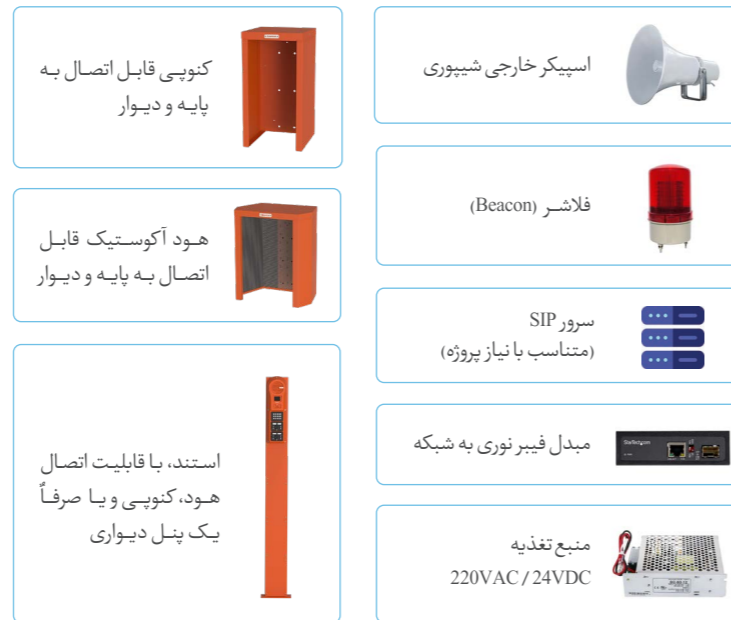 اسپیکر خارجی شیپوری
فلاشر (Beacon)
سرور SIP
(متناسب با نیاز پروژه)
مبدل فیبر نوری به شبکه
StarTech.com
منبع تغذیه
220VAC / 24VDC
کنوپی قابل اتصال به
پایه و دیوار
هود آکوستیک قابل
اتصال به پایه و دیوار
استند، با قابلیت اتصال
هود، کنوپی و یا صرفاً
یک پنل دیواری